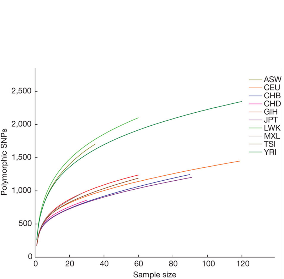 Polymorphic SNPs
2,500
2,000
1,500
1,000
500
0
0
20
40
60
80
100
120
Sample size
ASW
CEU
CHB
CHD
GIH
JPT
LWK
MXL
TSI
YRI